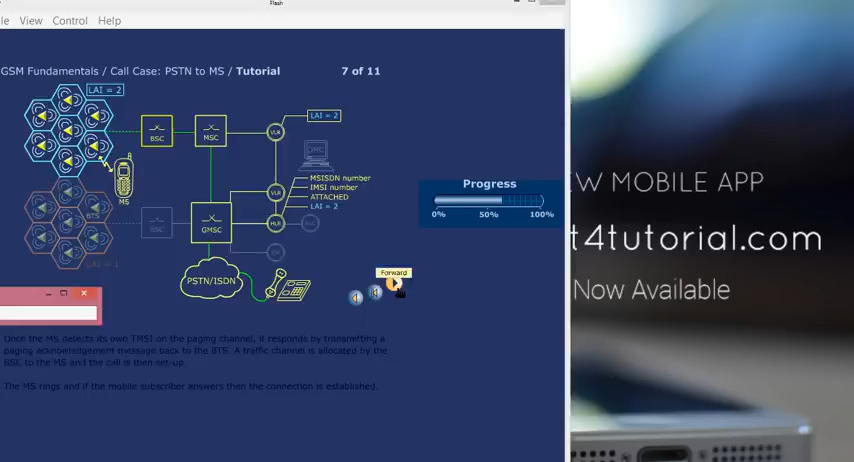 Flash
le View Control Help
GSM Fundamentals / Call Case: PSTN to MS / Tutorial 7 of 11
LAI = 2
LAI = 2
BSC
MSC
VLR
OMC
MS
MSISDN number
IMSI number
ATTACHED
LAI = 2
VLR
BTS
BSC
GMSC
HLR
AUC
LAI = 1
EIR
PSTN/ISDN
Forward
Progress
0% 50% 100%
Once the MS detects its own TMSI on the paging channel, it responds by transmitting a
paging acknowledgement message back to the BTS. A traffic channel is allocated by the
BSC to the MS and the call is then set-up.
The MS rings and if the mobile subscriber answers then the connection is established.
EW MOBILE APP
t4tutorial.com
Now Available